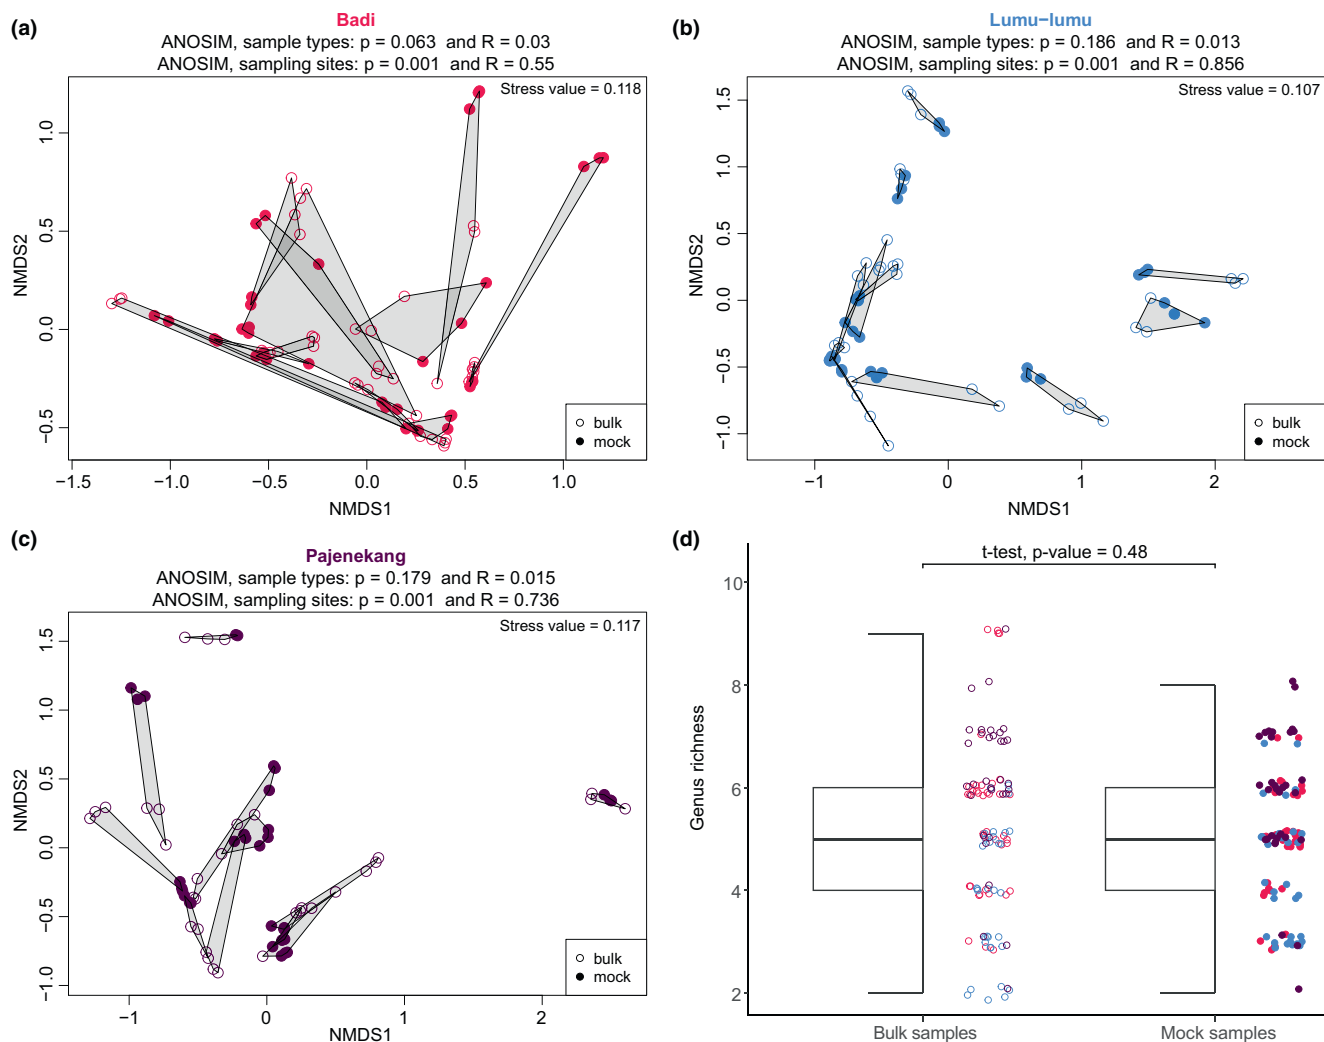 (a)
Badi
ANOSIM, sample types: p = 0.063 and R = 0.03
ANOSIM, sampling sites: p = 0.001 and R = 0.55
Stress value = 0.118
NMDS2
1.0
0.5
0.0
−0.5
bulk
mock
−1.5
−1.0
−0.5
0.0
0.5
1.0
NMDS1
(b)
Lumu−lumu
ANOSIM, sample types: p = 0.186 and R = 0.013
ANOSIM, sampling sites: p = 0.001 and R = 0.856
Stress value = 0.107
NMDS2
1.5
1.0
0.5
0.0
−0.5
−1.0
bulk
mock
−1
0
1
2
NMDS1
(c)
Pajenekang
ANOSIM, sample types: p = 0.179 and R = 0.015
ANOSIM, sampling sites: p = 0.001 and R = 0.736
Stress value = 0.117
NMDS2
1.5
1.0
0.5
0.0
−0.5
−1.0
bulk
mock
−1
0
1
2
NMDS1
(d)
t-test, p-value = 0.48
Genus richness
10
8
6
4
2
Bulk samples
Mock samples